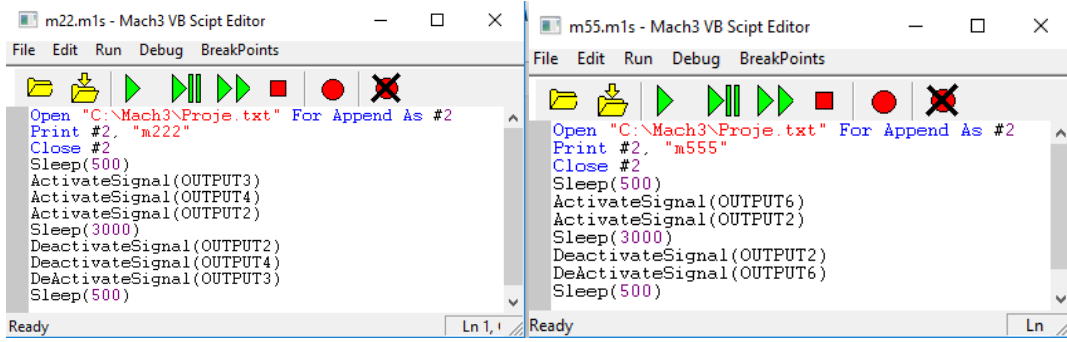 m22.m1s - Mach3 VB Scipt Editor
File Edit Run Debug BreakPoints
Open "C:\Mach3\Proje.txt" For Append As #2
Print #2, "m222"
Close #2
Sleep(500)
ActivateSignal(OUTPUT3)
ActivateSignal(OUTPUT4)
ActivateSignal(OUTPUT2)
Sleep(3000)
DeactivateSignal(OUTPUT2)
DeactivateSignal(OUTPUT4)
DeActivateSignal(OUTPUT3)
Sleep(500)
Ready
Ln 1,
m55.m1s - Mach3 VB Scipt Editor
File Edit Run Debug BreakPoints
Open "C:\Mach3\Proje.txt" For Append As #2
Print #2, "m555"
Close #2
Sleep(500)
ActivateSignal(OUTPUT6)
ActivateSignal(OUTPUT2)
Sleep(3000)
DeactivateSignal(OUTPUT2)
DeActivateSignal(OUTPUT6)
Sleep(500)
Ready
Ln